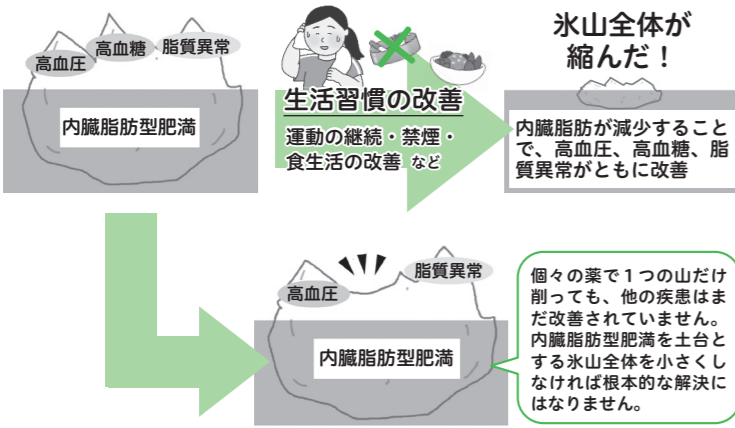 高血圧
高血糖
脂質異常
内臓脂肪型肥満
生活習慣の改善
運動の継続・禁煙・
食生活の改善 など
氷山全体が
縮んだ！
内臓脂肪が減少すること
で、高血圧、高血糖、脂
質異常がともに改善
高血圧
脂質異常
内臓脂肪型肥満
個々の薬で１つの山だけ
削っても、他の疾患はま
だ改善されていません。
内臓脂肪型肥満を土台と
する氷山全体を小さくし
なければ根本的な解決に
はなりません。